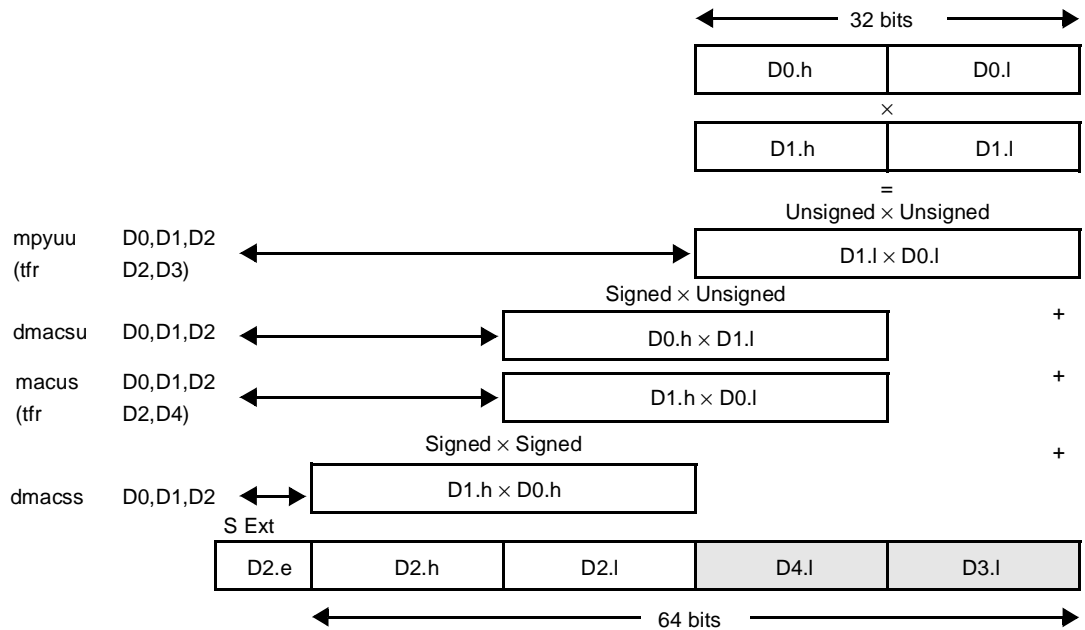 32 bits
D0.h D0.l
×
D1.h D1.l
=
Unsigned × Unsigned
mpyuu D0,D1,D2 D1.l × D0.l
(tfr D2,D3)
Signed × Unsigned
+
dmacsu D0,D1,D2 D0.h × D1.l
macus D0,D1,D2 D1.h × D0.l +
(tfr D2,D4)
Signed × Signed
+
dmacss D0,D1,D2 D1.h × D0.h
S Ext
D2.e D2.h D2.l D4.l D3.l
64 bits